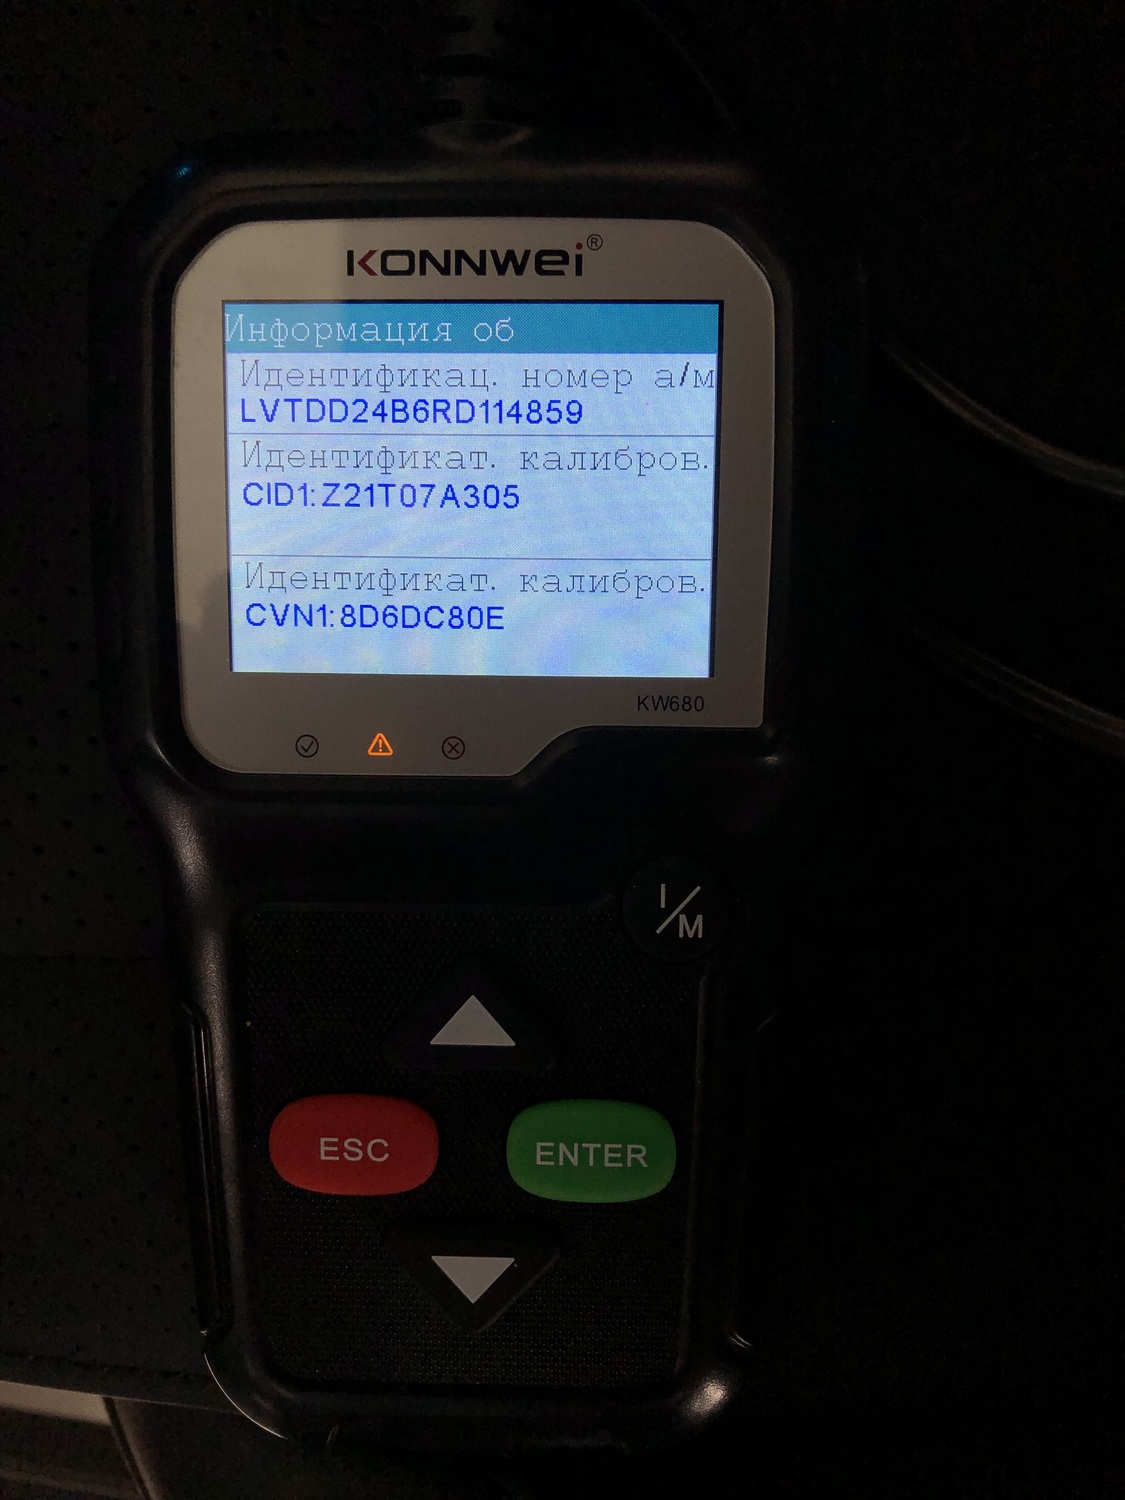 KONNWEI®
Информация об
Идентификац. номер а/м
LVTDD24B6RD114859
Идентификат. калибров.
CID1:Z21T07A305
Идентификат. калибров.
CVN1:8D6DC80E
KW680
I/M
ESC
ENTER